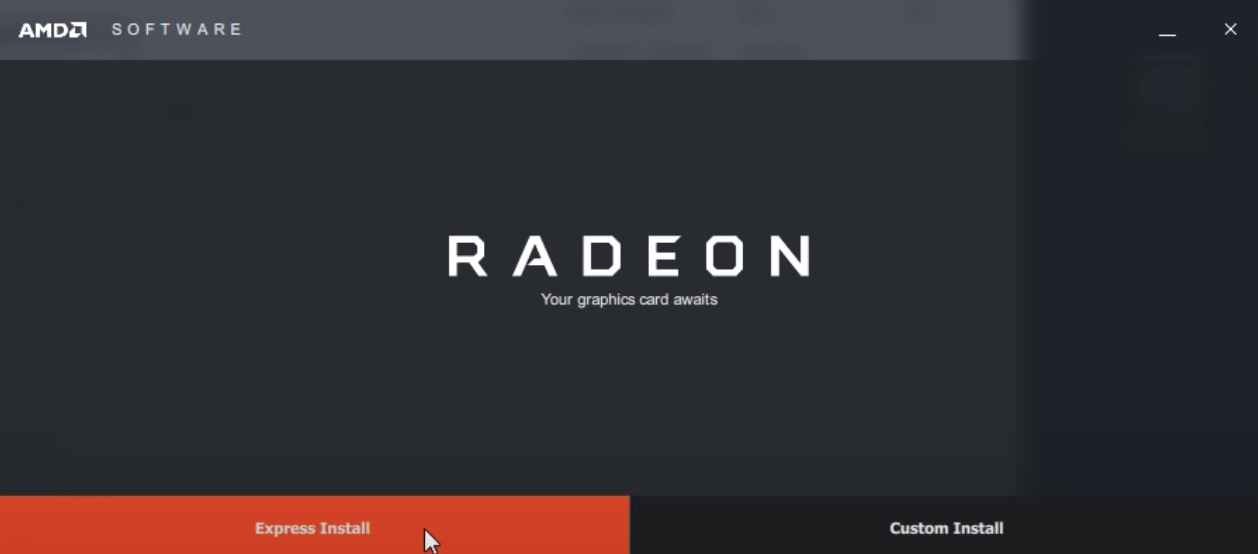 AMD SOFTWARE
RADEON
Your graphics card awaits
Express Install
Custom Install